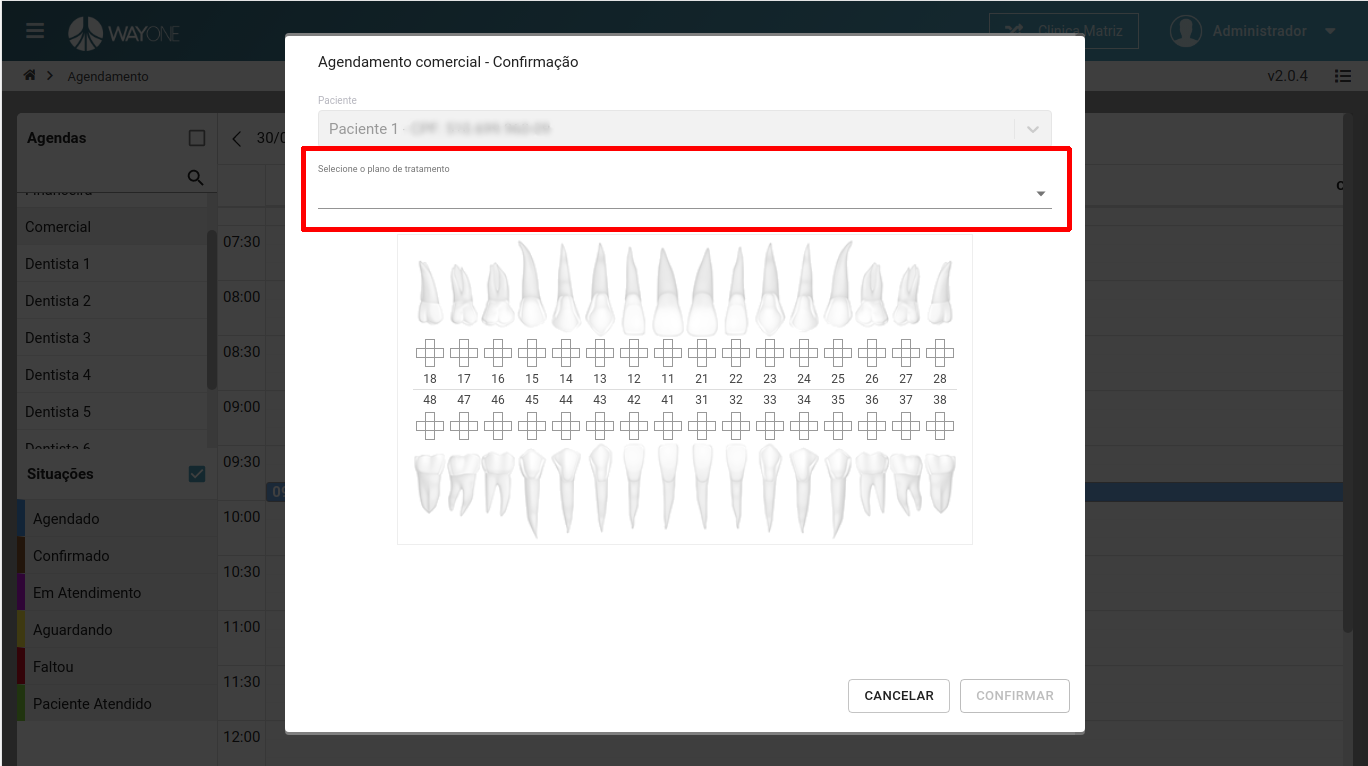 WAYONE
Clínica Matriz
Administrador
Agendamento
v2.0.4
Agendas
30/0
Comercial
Dentista 1
Dentista 2
Dentista 3
Dentista 4
Dentista 5
Dentista 6
Situações
Agendado
Confirmado
Em Atendimento
Aguardando
Faltou
Paciente Atendido
07:30
08:00
08:30
09:00
09:30
09
10:00
10:30
11:00
11:30
12:00
Agendamento comercial - Confirmação
Paciente
Paciente 1 -
Selecione o plano de tratamento
18 17 16 15 14 13 12 11 21 22 23 24 25 26 27 28
48 47 46 45 44 43 42 41 31 32 33 34 35 36 37 38
CANCELAR
CONFIRMAR